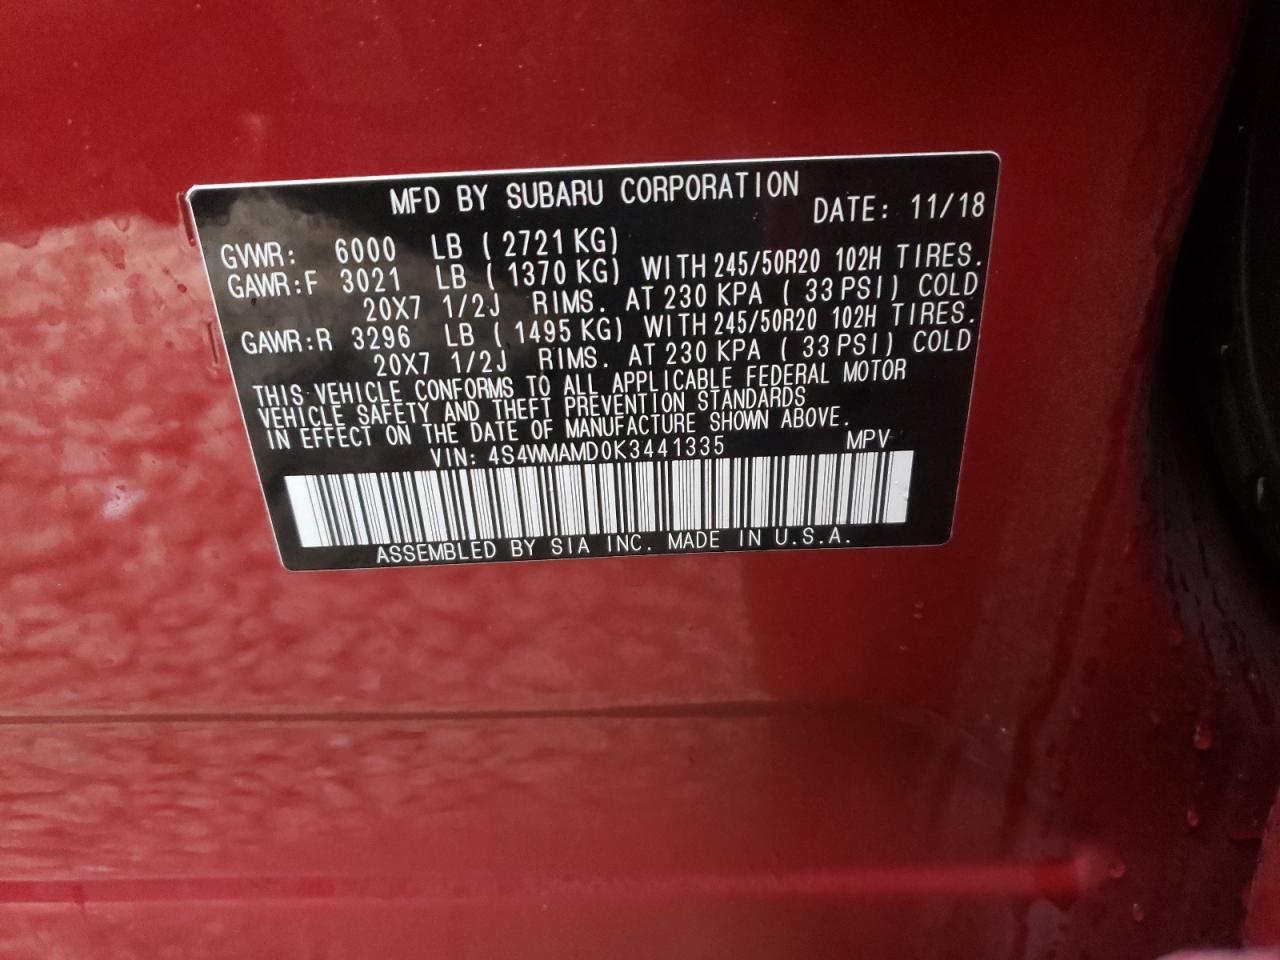 MFD BY SUBARU CORPORATION
DATE: 11/18
GVWR: 6000 LB ( 2721 KG)
GAWR:F 3021 LB ( 1370 KG) WITH 245/50R20 102H TIRES.
20X7 1/2J RIMS. AT 230 KPA ( 33 PSI) COLD
GAWR:R 3296 LB ( 1495 KG) WITH 245/50R20 102H TIRES.
20X7 1/2J RIMS. AT 230 KPA ( 33 PSI) COLD
THIS VEHICLE CONFORMS TO ALL APPLICABLE FEDERAL MOTOR
VEHICLE SAFETY AND THEFT PREVENTION STANDARDS
IN EFFECT ON THE DATE OF MANUFACTURE SHOWN ABOVE.
VIN: 4S4WMAMD0K3441335 MPV
ASSEMBLED BY SIA INC. MADE IN U.S.A.